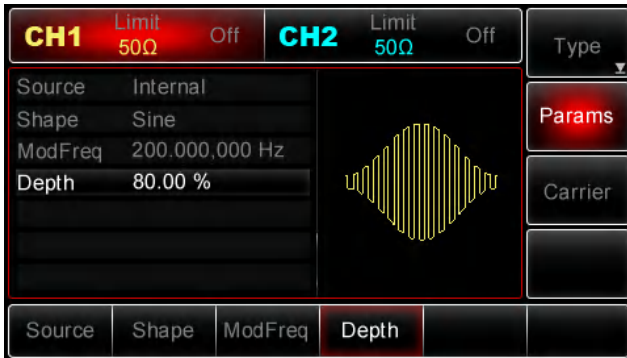 CH1 Limit 50Ω Off CH2 Limit 50Ω Off Type
Source Internal
Shape Sine
ModFreq 200.000,000 Hz
Depth 80.00 %
Params
Carrier
Source Shape ModFreq Depth